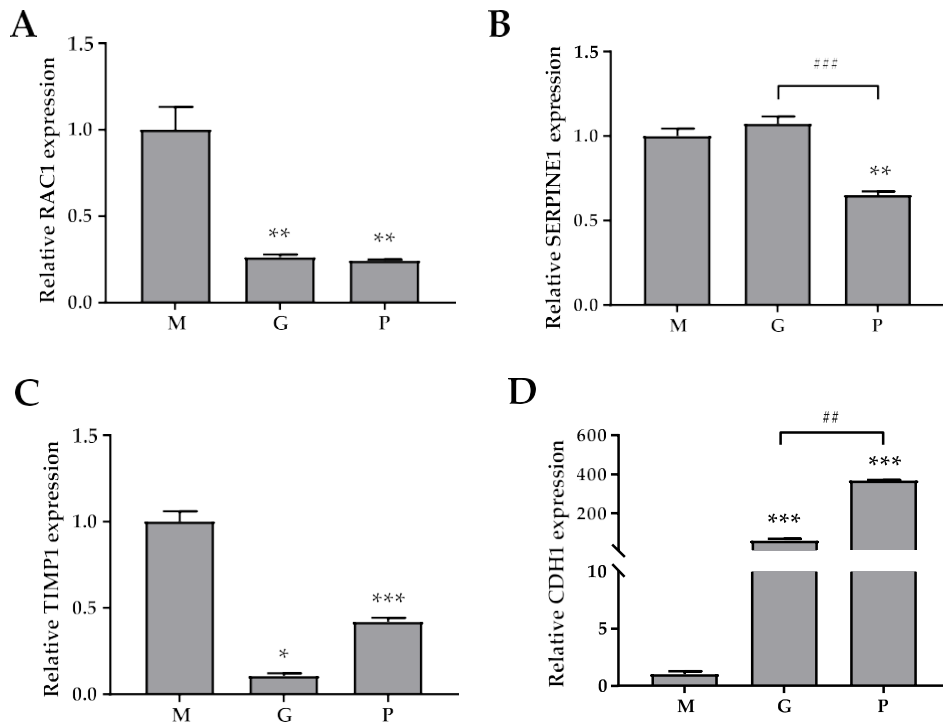 A
Relative RAC1 expression
1.5
1.0
0.5
0.0
**
**
M G P
B
Relative SERPINE1 expression
1.5
1.0
0.5
0.0
###
**
M G P
C
Relative TIMP1 expression
1.5
1.0
0.5
0.0
*
***
M G P
D
Relative CDH1 expression
600
400
200
10
5
0
##
***
***
M G P